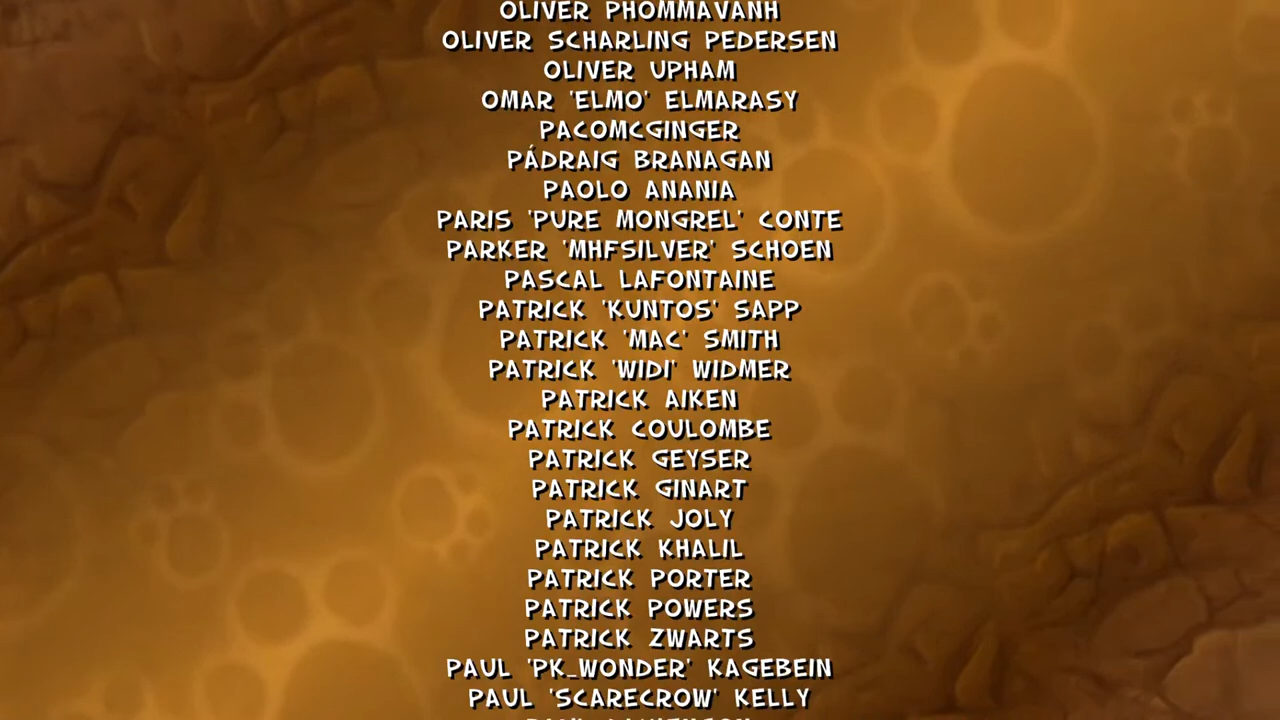 OLIVER PHOMMAVANH
OLIVER SCHARLING PEDERSEN
OLIVER UPHAM
OMAR 'ELMO' ELMARASY
PACOMCGINGER
PÁDRAIG BRANAGAN
PAOLO ANANIA
PARIS 'PURE MONGREL' CONTE
PARKER 'MHFSILVER' SCHOEN
PASCAL LAFONTAINE
PATRICK 'KUNTOS' SAPP
PATRICK 'MAC' SMITH
PATRICK 'WIDI' WIDMER
PATRICK AIKEN
PATRICK COULOMBE
PATRICK GEYSER
PATRICK GINART
PATRICK JOLY
PATRICK KHALIL
PATRICK PORTER
PATRICK POWERS
PATRICK ZWARTS
PAUL 'PK_WONDER' KAGEBEIN
PAUL 'SCARECROW' KELLY